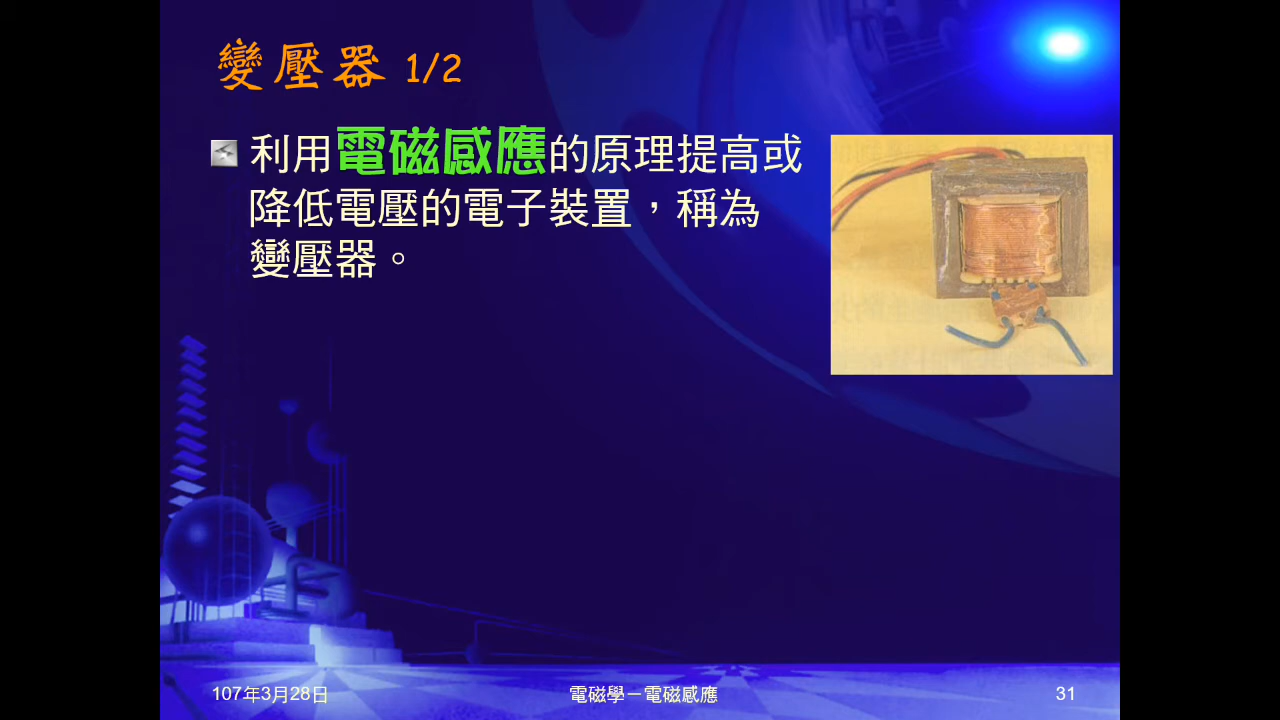 變壓器 1/2
利用電磁感應的原理提高或
降低電壓的電子裝置，稱為
變壓器。
107年3月28日
電磁學－電磁感應
31